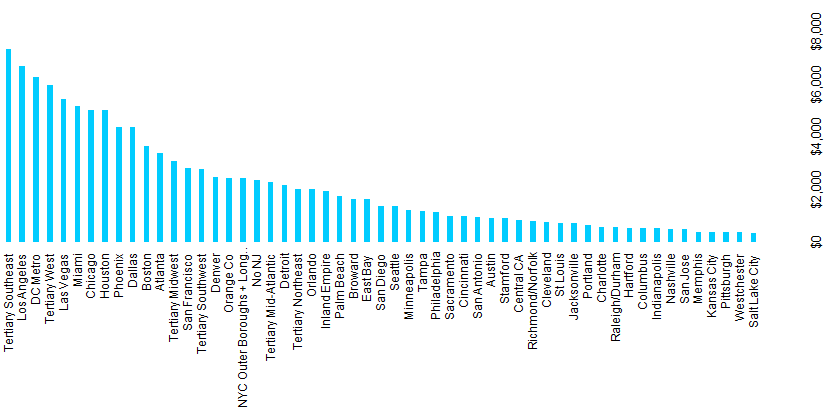 $8,000
$6,000
$4,000
$2,000
$0
Tertiary Southeast
Los Angeles
DC Metro
Tertiary West
Las Vegas
Miami
Chicago
Houston
Phoenix
Dallas
Boston
Atlanta
Tertiary Midwest
San Francisco
Tertiary Southwest
Denver
Orange Co
NYC Outer Boroughs + Long..
No NJ
Tertiary Mid-Atlantic
Detroit
Tertiary Northeast
Orlando
Inland Empire
Palm Beach
Broward
East Bay
San Diego
Seattle
Minneapolis
Tampa
Philadelphia
Sacramento
Cincinnati
San Antonio
Austin
Stamford
Central CA
Richmond/Norfolk
Cleveland
St Louis
Jacksonville
Portland
Charlotte
Raleigh/Durham
Hartford
Columbus
Indianapolis
Nashville
San Jose
Memphis
Kansas City
Pittsburgh
Westchester
Salt Lake City